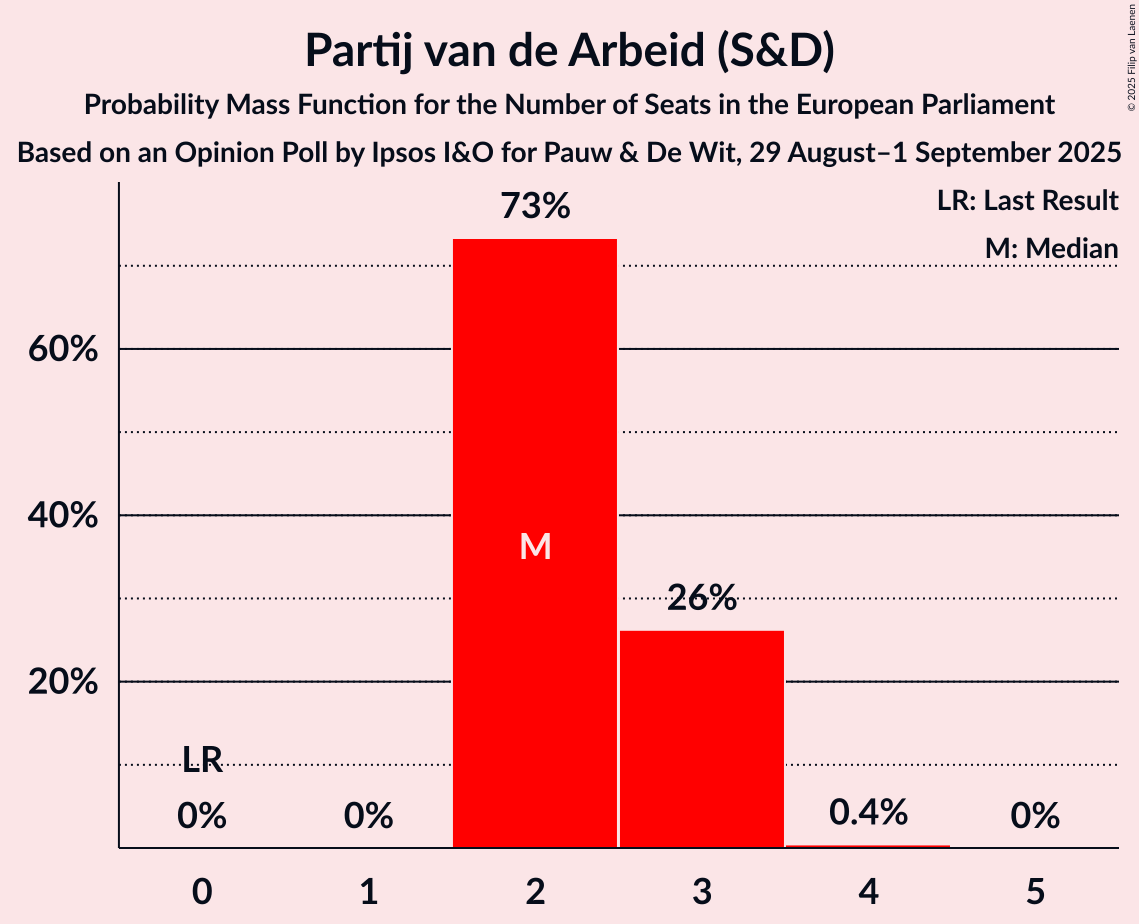 Partij van de Arbeid (S&D)
Probability Mass Function for the Number of Seats in the European Parliament
Based on an Opinion Poll by Ipsos I&O for Pauw & De Wit, 29 August–1 September 2025
© 2025 Filip van Laenen
LR: Last Result
M: Median
73%
60%
40%
M
26%
20%
LR
0%
0%
0.4%
0%
0 1 2 3 4 5